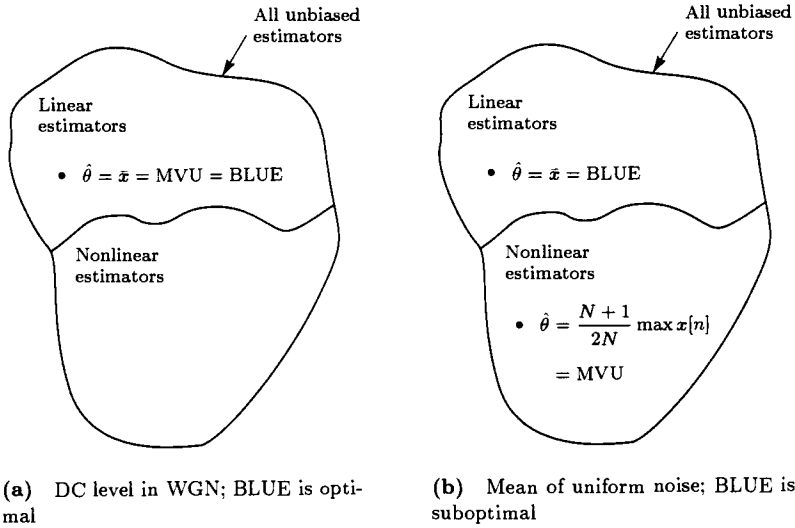 All unbiased
estimators
Linear
estimators
• θ̂ = x̄ = MVU = BLUE
Nonlinear
estimators
(a) DC level in WGN; BLUE is opti-
mal
All unbiased
estimators
Linear
estimators
• θ̂ = x̄ = BLUE
Nonlinear
estimators
• θ̂ = (N + 1)/(2N) max x[n]
= MVU
(b) Mean of uniform noise; BLUE is
suboptimal